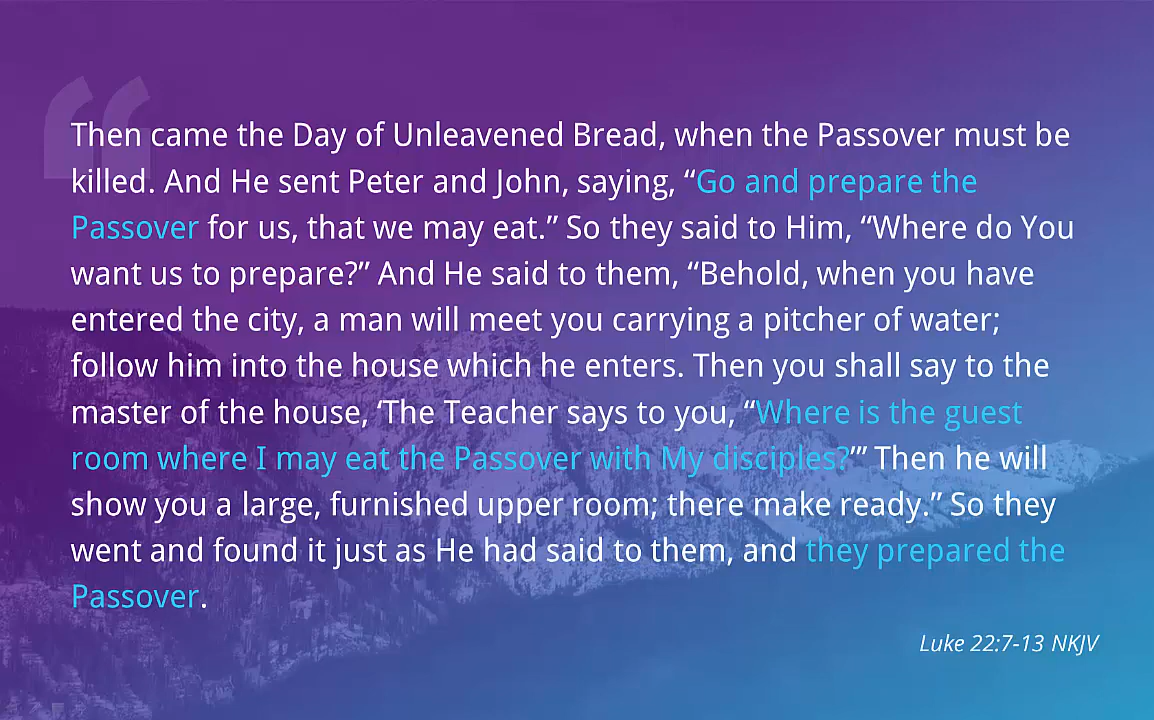 Then came the Day of Unleavened Bread, when the Passover must be
killed. And He sent Peter and John, saying, “Go and prepare the
Passover for us, that we may eat.” So they said to Him, “Where do You
want us to prepare?” And He said to them, “Behold, when you have
entered the city, a man will meet you carrying a pitcher of water;
follow him into the house which he enters. Then you shall say to the
master of the house, ‘The Teacher says to you, “Where is the guest
room where I may eat the Passover with My disciples?”’ Then he will
show you a large, furnished upper room; there make ready.” So they
went and found it just as He had said to them, and they prepared the
Passover.
Luke 22:7-13 NKJV